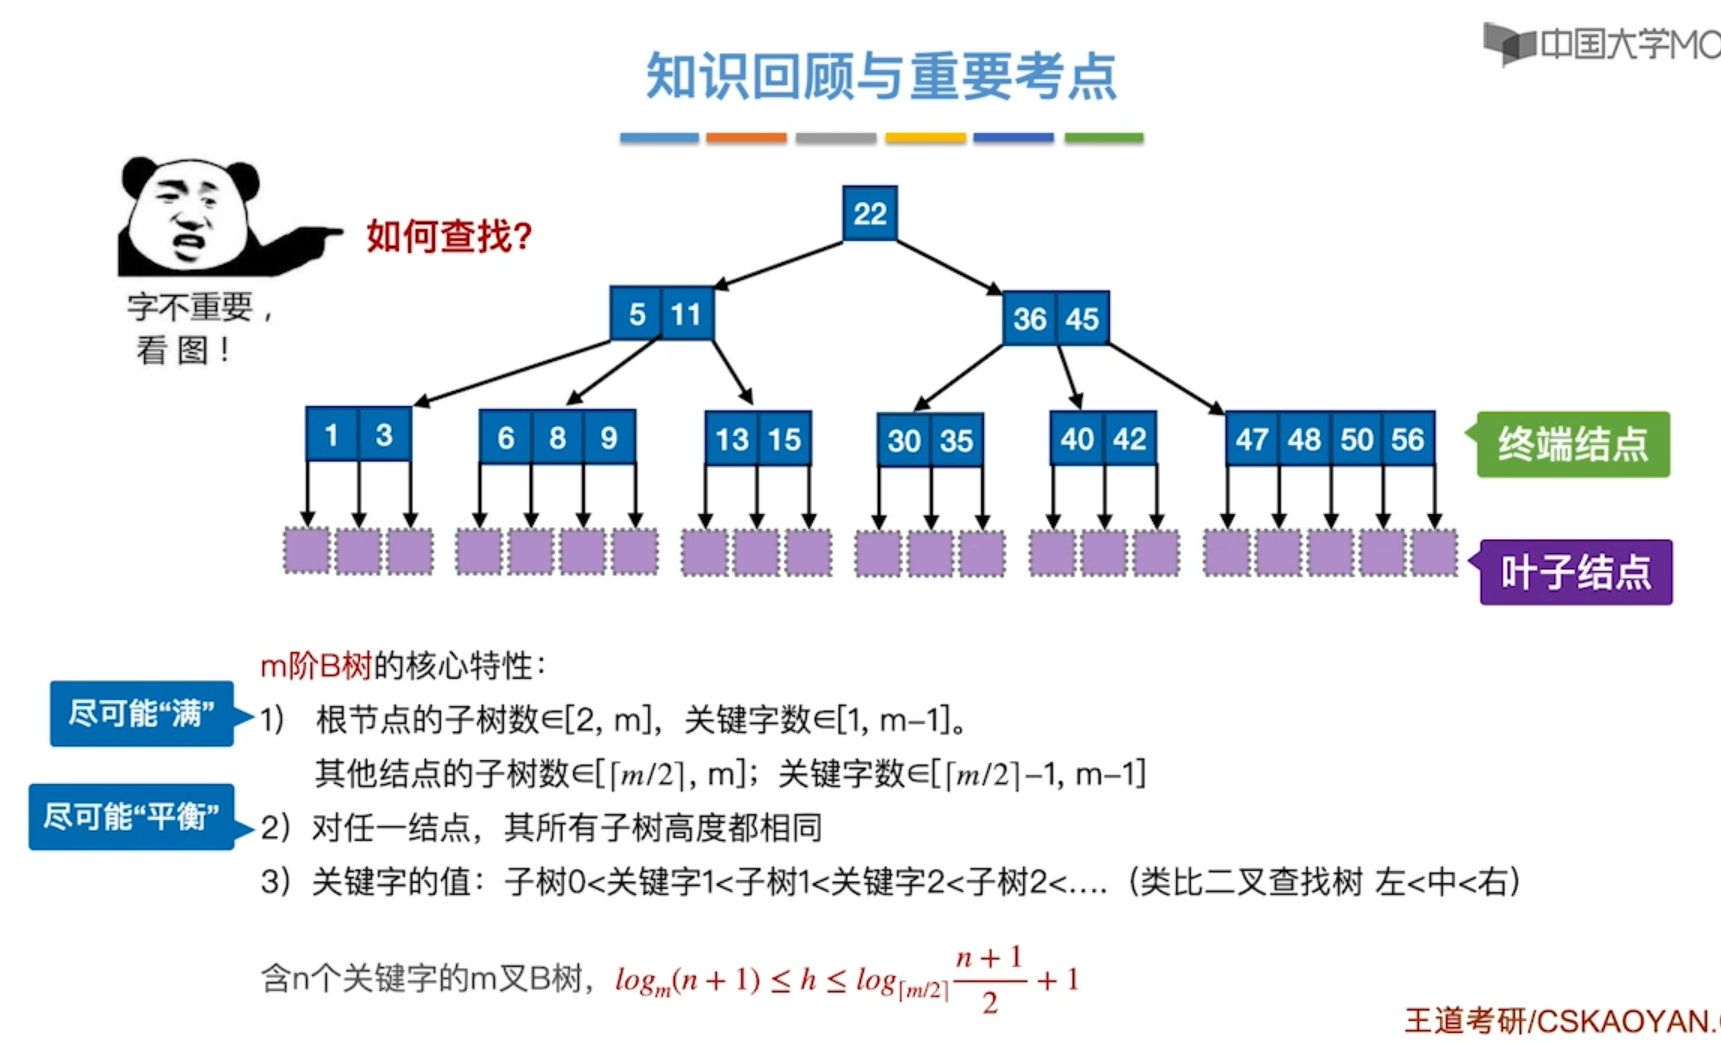 中国大学MO
知识回顾与重要考点
如何查找?
字不重要，
看图！
22
5 11
36 45
1 3
6 8 9
13 15
30 35
40 42
47 48 50 56
终端结点
叶子结点
m阶B树的核心特性：
尽可能“满”
1) 根节点的子树数∈[2, m]，关键字数∈[1, m–1]。
其他结点的子树数∈[⌈m/2⌉, m]；关键字数∈[⌈m/2⌉–1, m–1]
尽可能“平衡”
2）对任一结点，其所有子树高度都相同
3）关键字的值：子树0<关键字1<子树1<关键字2<子树2<….（类比二叉查找树 左<中<右）
含n个关键字的m叉B树，log_m(n + 1) ≤ h ≤ log_⌈m/2⌉ (n + 1)/2 + 1
王道考研/CSKAOYAN.